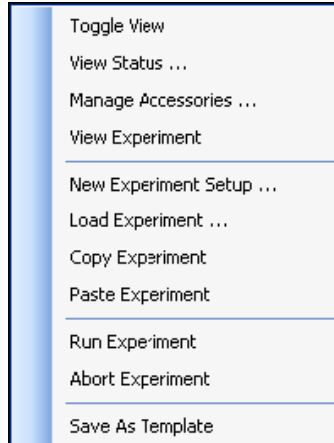 Toggle View
View Status ...
Manage Accessories ...
View Experiment
New Experiment Setup ...
Load Experiment ...
Copy Experiment
Paste Experiment
Run Experiment
Abort Experiment
Save As Template